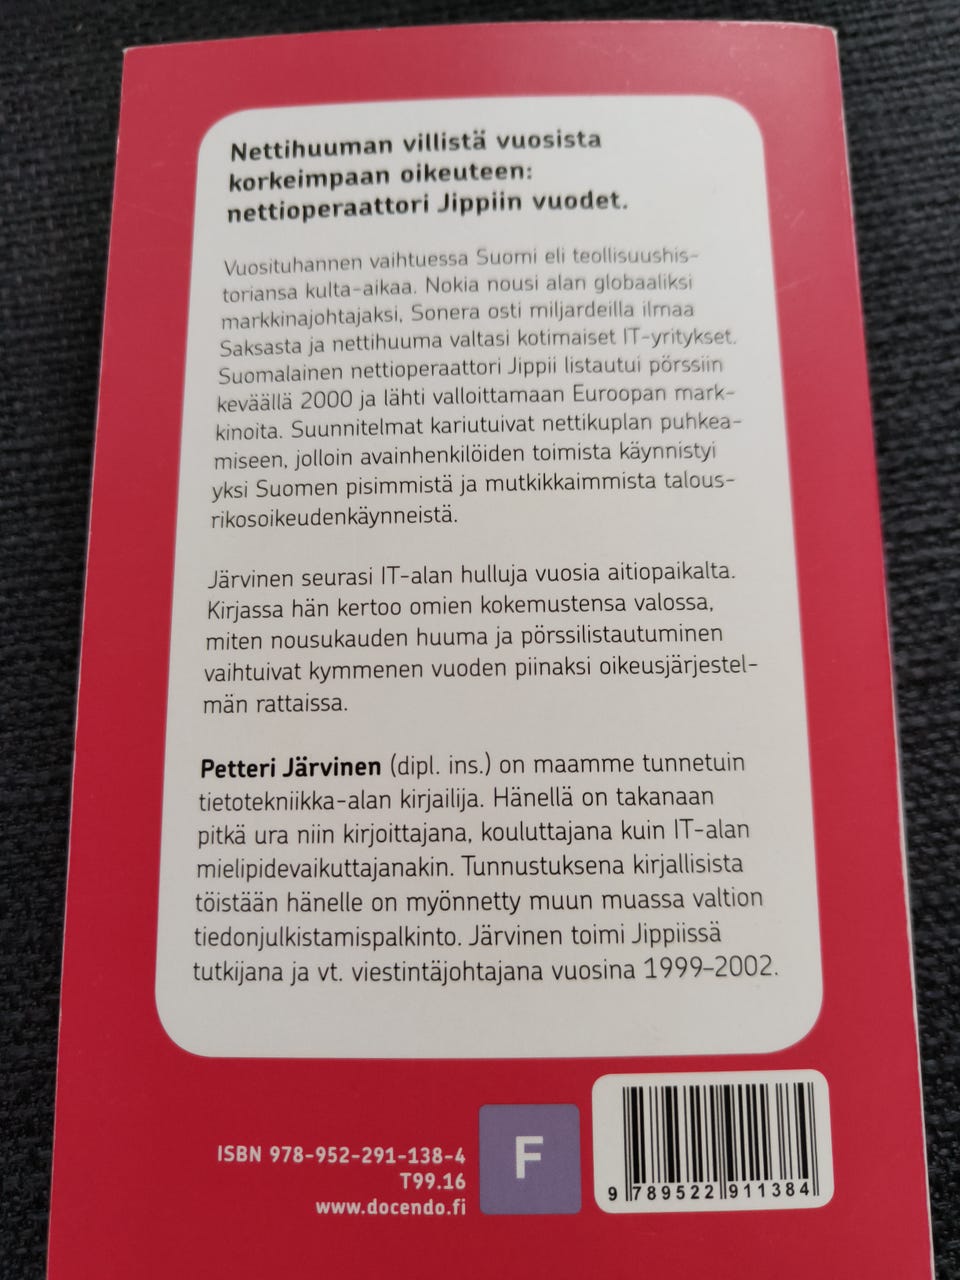 Nettihuuman villistä vuosista
korkeimpaan oikeuteen:
nettioperaattori Jippiin vuodet.
Vuosituhannen vaihtuessa Suomi eli teollisuushis-
toriansa kulta-aikaa. Nokia nousi alan globaaliksi
markkinajohtajaksi, Sonera osti miljardeilla ilmaa
Saksasta ja nettihuuma valtasi kotimaiset IT-yritykset.
Suomalainen nettioperaattori Jippii listautui pörssiin
keväällä 2000 ja lähti valloittamaan Euroopan mark-
kinoita. Suunnitelmat kariutuivat nettikuplan puhkea-
miseen, jolloin avainhenkilöiden toimista käynnistyi
yksi Suomen pisimmistä ja mutkikkaimmista talous-
rikosoikeudenkäynneistä.
Järvinen seurasi IT-alan hulluja vuosia aitiopaikalta.
Kirjassa hän kertoo omien kokemustensa valossa,
miten nousukauden huuma ja pörssilistautuminen
vaihtuivat kymmenen vuoden piinaksi oikeusjärjestel-
män rattaissa.
Petteri Järvinen (dipl. ins.) on maamme tunnetuin
tietotekniikka-alan kirjailija. Hänellä on takanaan
pitkä ura niin kirjoittajana, kouluttajana kuin IT-alan
mielipidevaikuttajanakin. Tunnustuksena kirjallisista
töistään hänelle on myönnetty muun muassa valtion
tiedonjulkistamispalkinto. Järvinen toimi Jippiissä
tutkijana ja vt. viestintäjohtajana vuosina 1999–2002.
ISBN 978-952-291-138-4
T99.16
www.docendo.fi
F
9 789522 911384